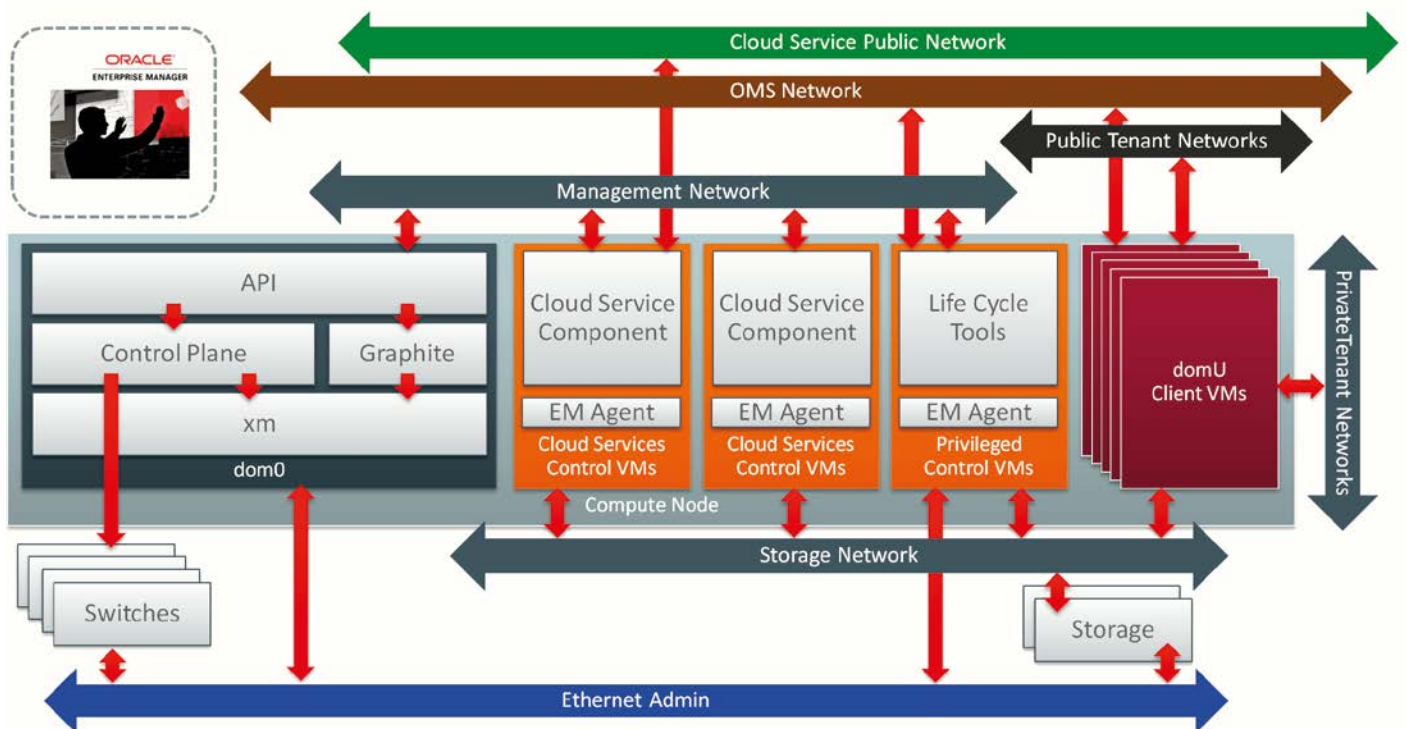 ORACLE
ENTERPRISE MANAGER
Cloud Service Public Network
OMS Network
Public Tenant Networks
Management Network
API
Control Plane
Graphite
xm
dom0
Cloud Service
Component
EM Agent
Cloud Services
Control VMs
Cloud Service
Component
EM Agent
Cloud Services
Control VMs
Life Cycle
Tools
EM Agent
Privileged
Control VMs
domU
Client VMs
PrivateTenant Networks
Compute Node
Storage Network
Switches
Storage
Ethernet Admin